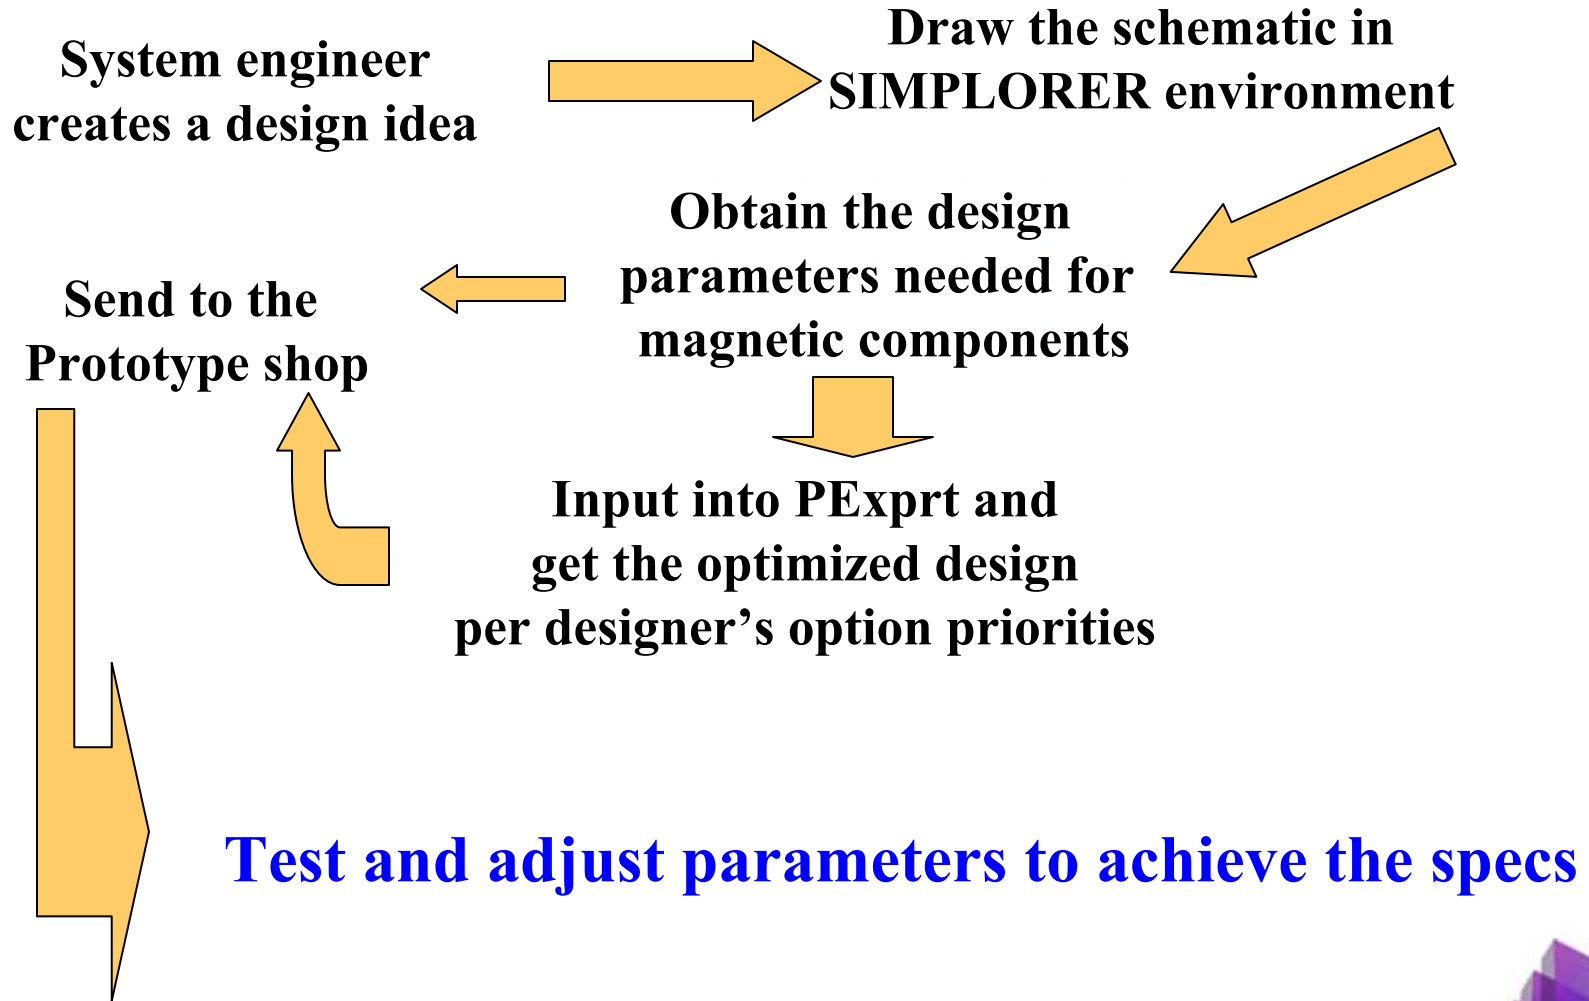 System engineer
creates a design idea
Draw the schematic in
SIMPLORER environment
Obtain the design
parameters needed for
magnetic components
Send to the
Prototype shop
Input into PExprt and
get the optimized design
per designer’s option priorities
Test and adjust parameters to achieve the specs